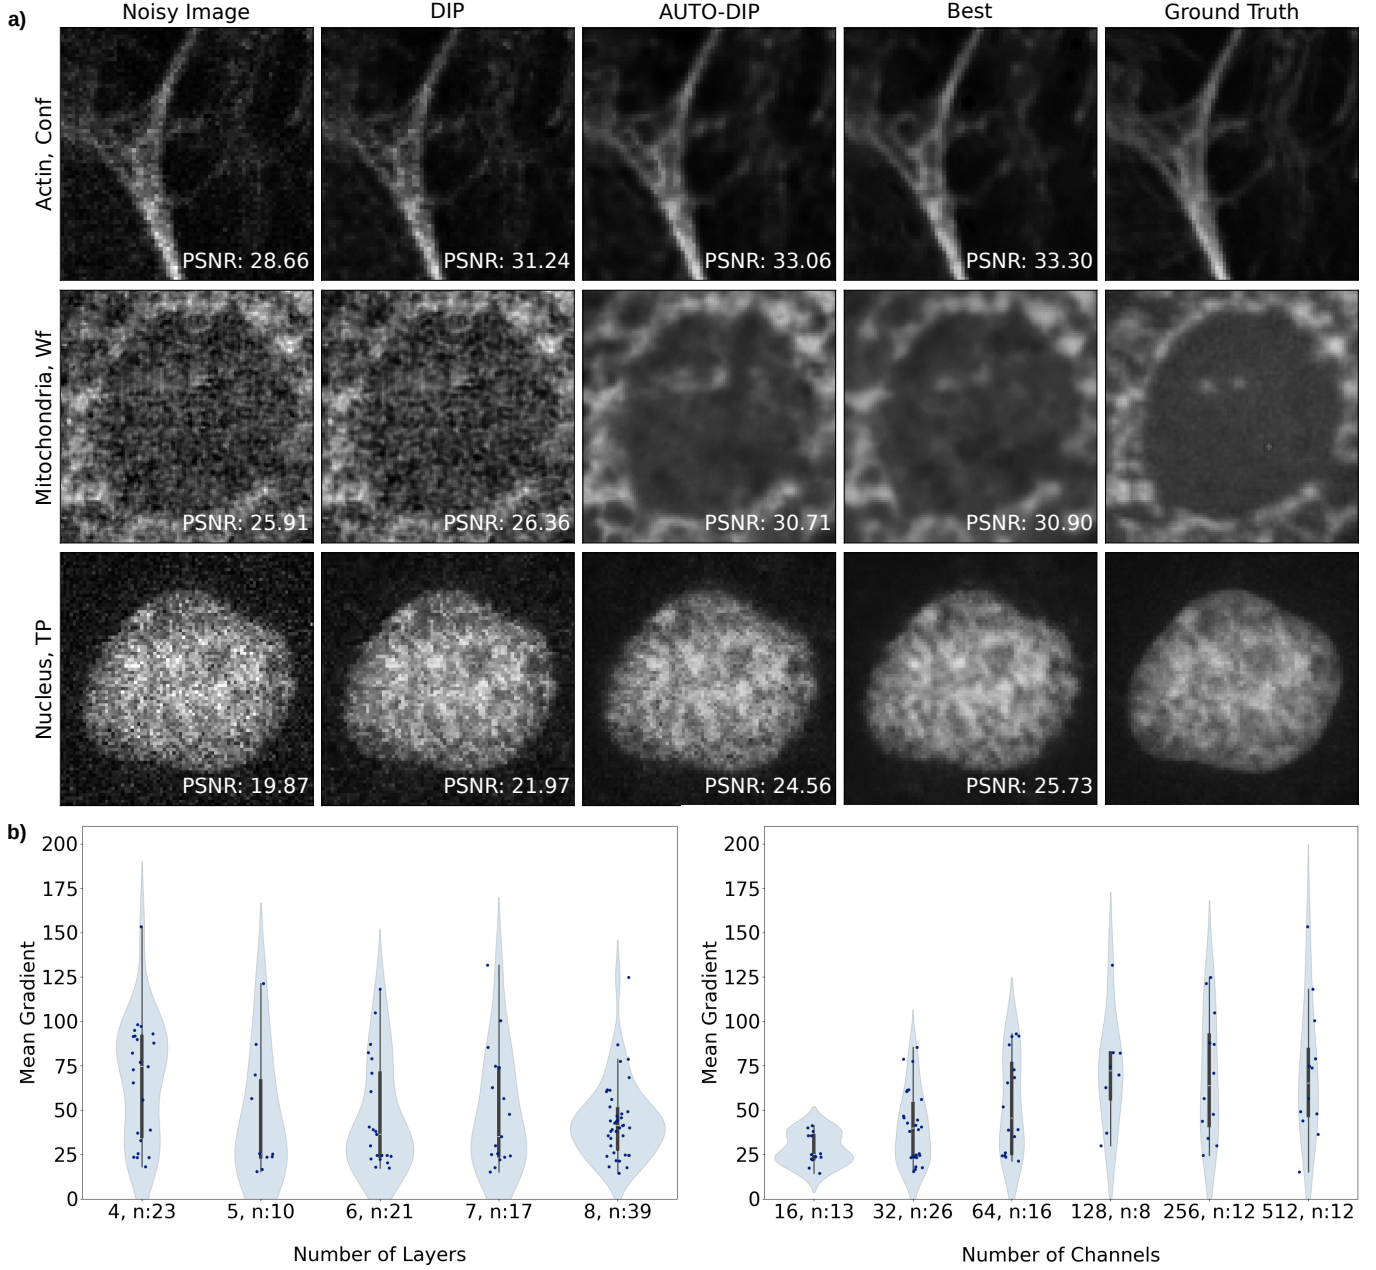 a)
Noisy Image DIP AUTO-DIP Best Ground Truth
Actin, Conf
PSNR: 28.66 PSNR: 31.24 PSNR: 33.06 PSNR: 33.30
Mitochondria, Wf
PSNR: 25.91 PSNR: 26.36 PSNR: 30.71 PSNR: 30.90
Nucleus, TP
PSNR: 19.87 PSNR: 21.97 PSNR: 24.56 PSNR: 25.73
b)
Mean Gradient
200
175
150
125
100
75
50
25
0
4, n:23 5, n:10 6, n:21 7, n:17 8, n:39
Number of Layers
Mean Gradient
200
175
150
125
100
75
50
25
0
16, n:13 32, n:26 64, n:16 128, n:8 256, n:12 512, n:12
Number of Channels